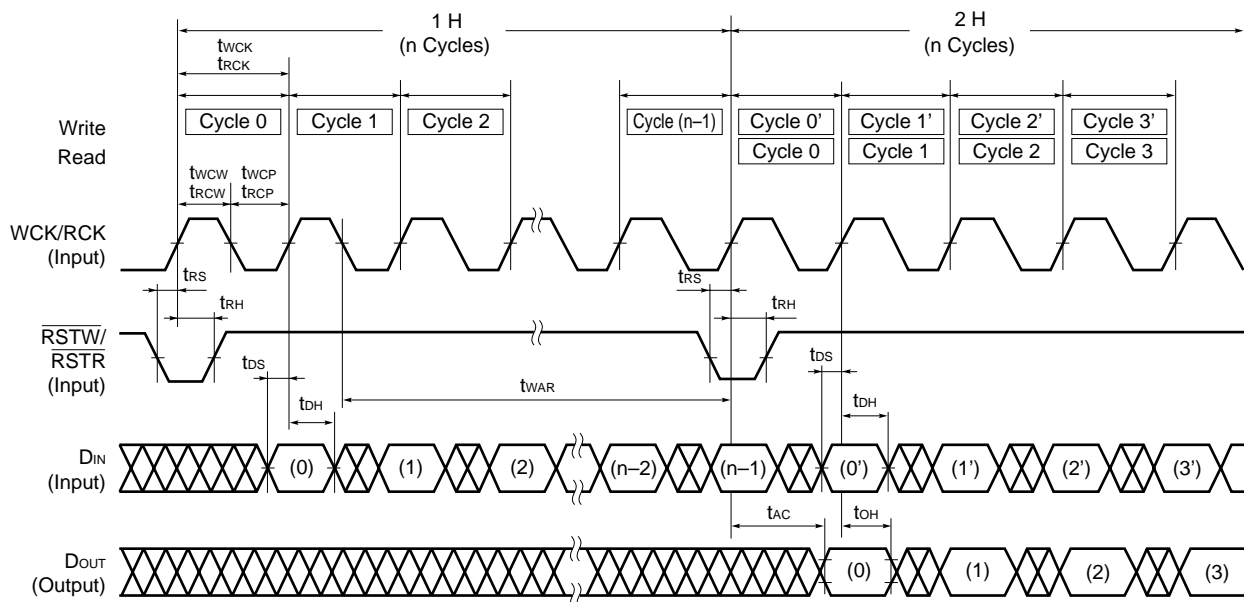 1 H
(n Cycles)
2 H
(n Cycles)
tWCK
tRCK
Write
Cycle 0
Cycle 1
Cycle 2
Cycle (n–1)
Cycle 0'
Cycle 1'
Cycle 2'
Cycle 3'
Read
Cycle 0
Cycle 1
Cycle 2
Cycle 3
tWCW
tRCW
tWCP
tRCP
WCK/RCK
(Input)
tRS
tRH
tRS
tRH
RSTW/
RSTR
(Input)
tDS
tDH
tWAR
tDS
tDH
DIN
(Input)
(0)
(1)
(2)
(n-2)
(n-1)
(0')
(1')
(2')
(3')
tAC
tOH
DOUT
(Output)
(0)
(1)
(2)
(3)